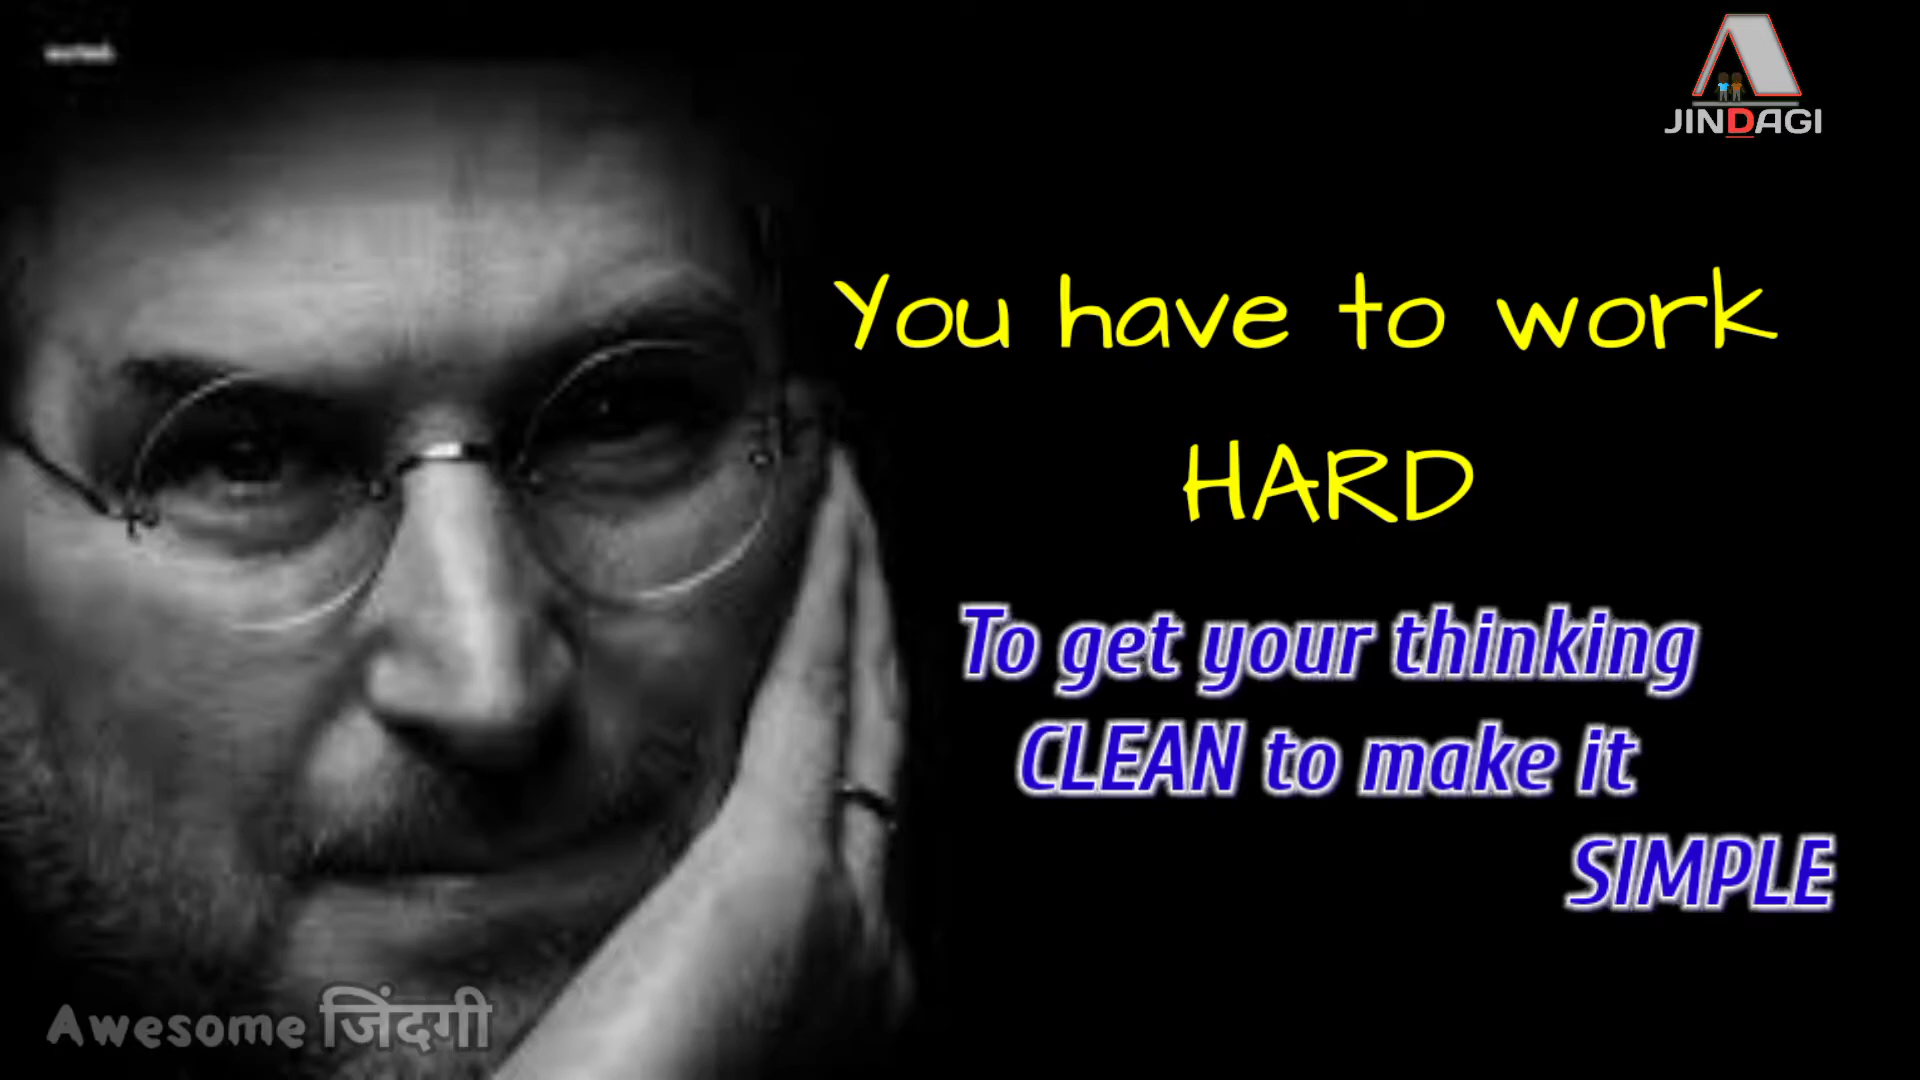 JINDAGI
You have to work
HARD
To get your thinking
CLEAN to make it
SIMPLE
Awesome जिंदगी